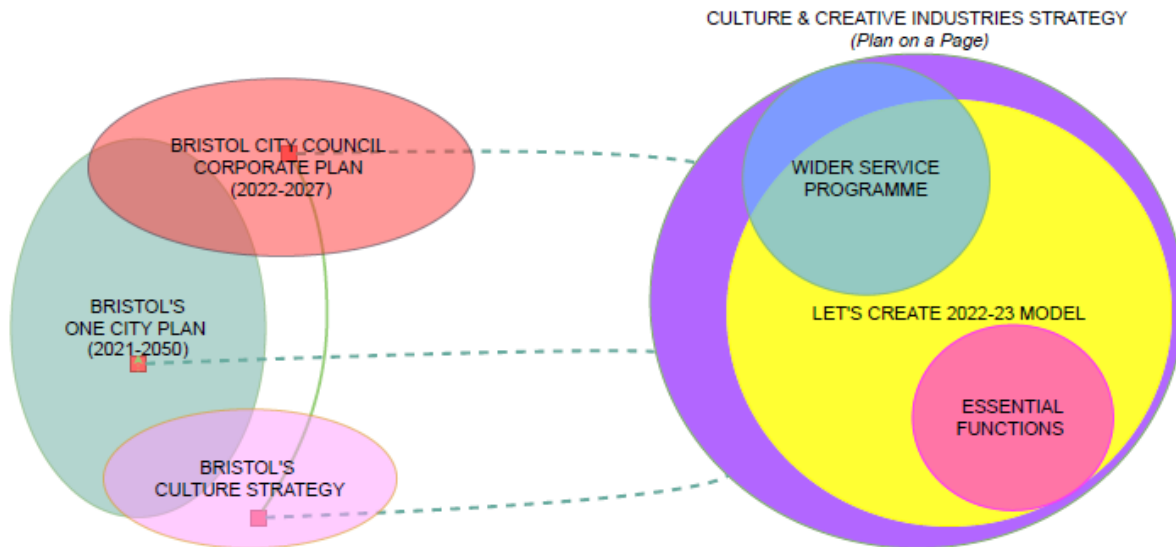 CULTURE & CREATIVE INDUSTRIES STRATEGY
(Plan on a Page)
BRISTOL CITY COUNCIL
CORPORATE PLAN
(2022-2027)
WIDER SERVICE
PROGRAMME
BRISTOL'S
ONE CITY PLAN
(2021-2050)
LET'S CREATE 2022-23 MODEL
ESSENTIAL
FUNCTIONS
BRISTOL'S
CULTURE STRATEGY